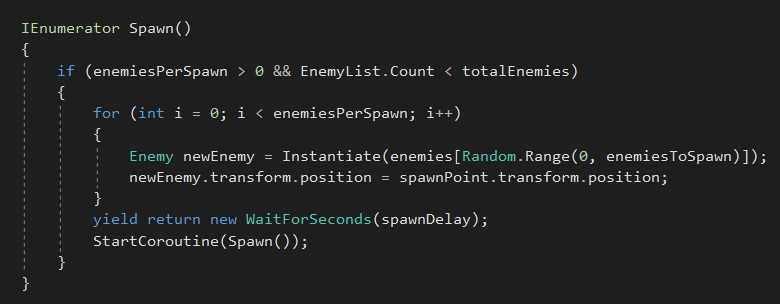 IEnumerator Spawn()
{
if (enemiesPerSpawn > 0 && EnemyList.Count < totalEnemies)
{
for (int i = 0; i < enemiesPerSpawn; i++)
{
Enemy newEnemy = Instantiate(enemies[Random.Range(0, enemiesToSpawn)]);
newEnemy.transform.position = spawnPoint.transform.position;
}
yield return new WaitForSeconds(spawnDelay);
StartCoroutine(Spawn());
}
}